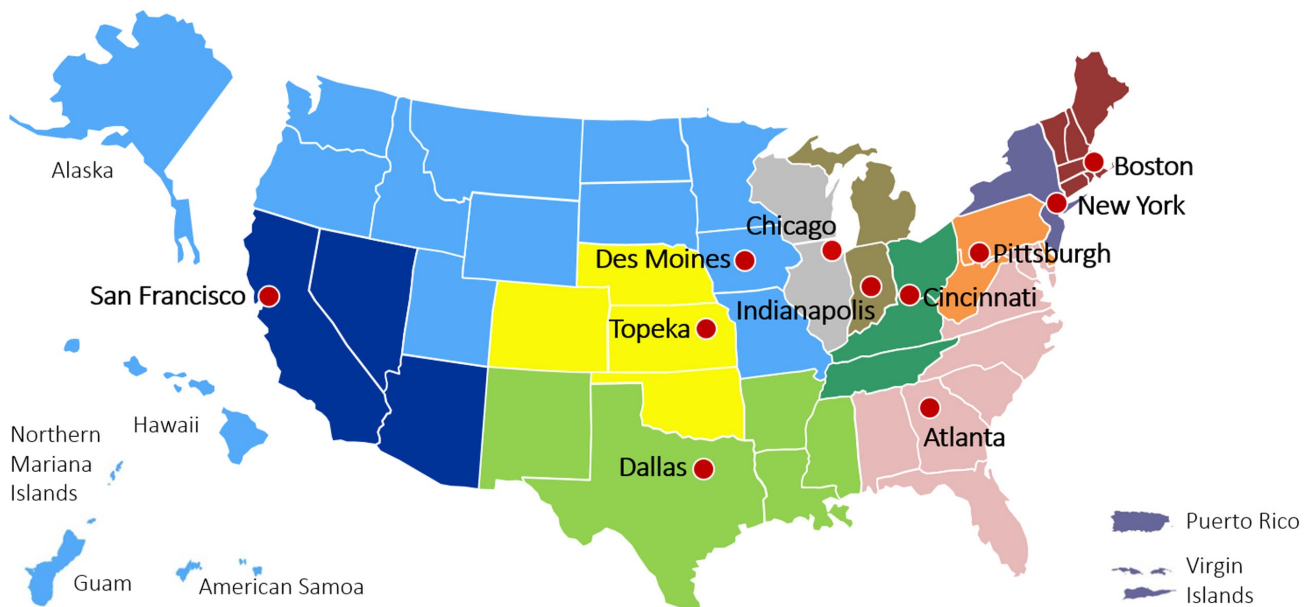 Alaska
Boston
New York
Chicago
Des Moines
Pittsburgh
San Francisco
Indianapolis
Cincinnati
Topeka
Hawaii
Northern
Mariana
Islands
Atlanta
Dallas
Puerto Rico
Guam
American Samoa
Virgin
Islands